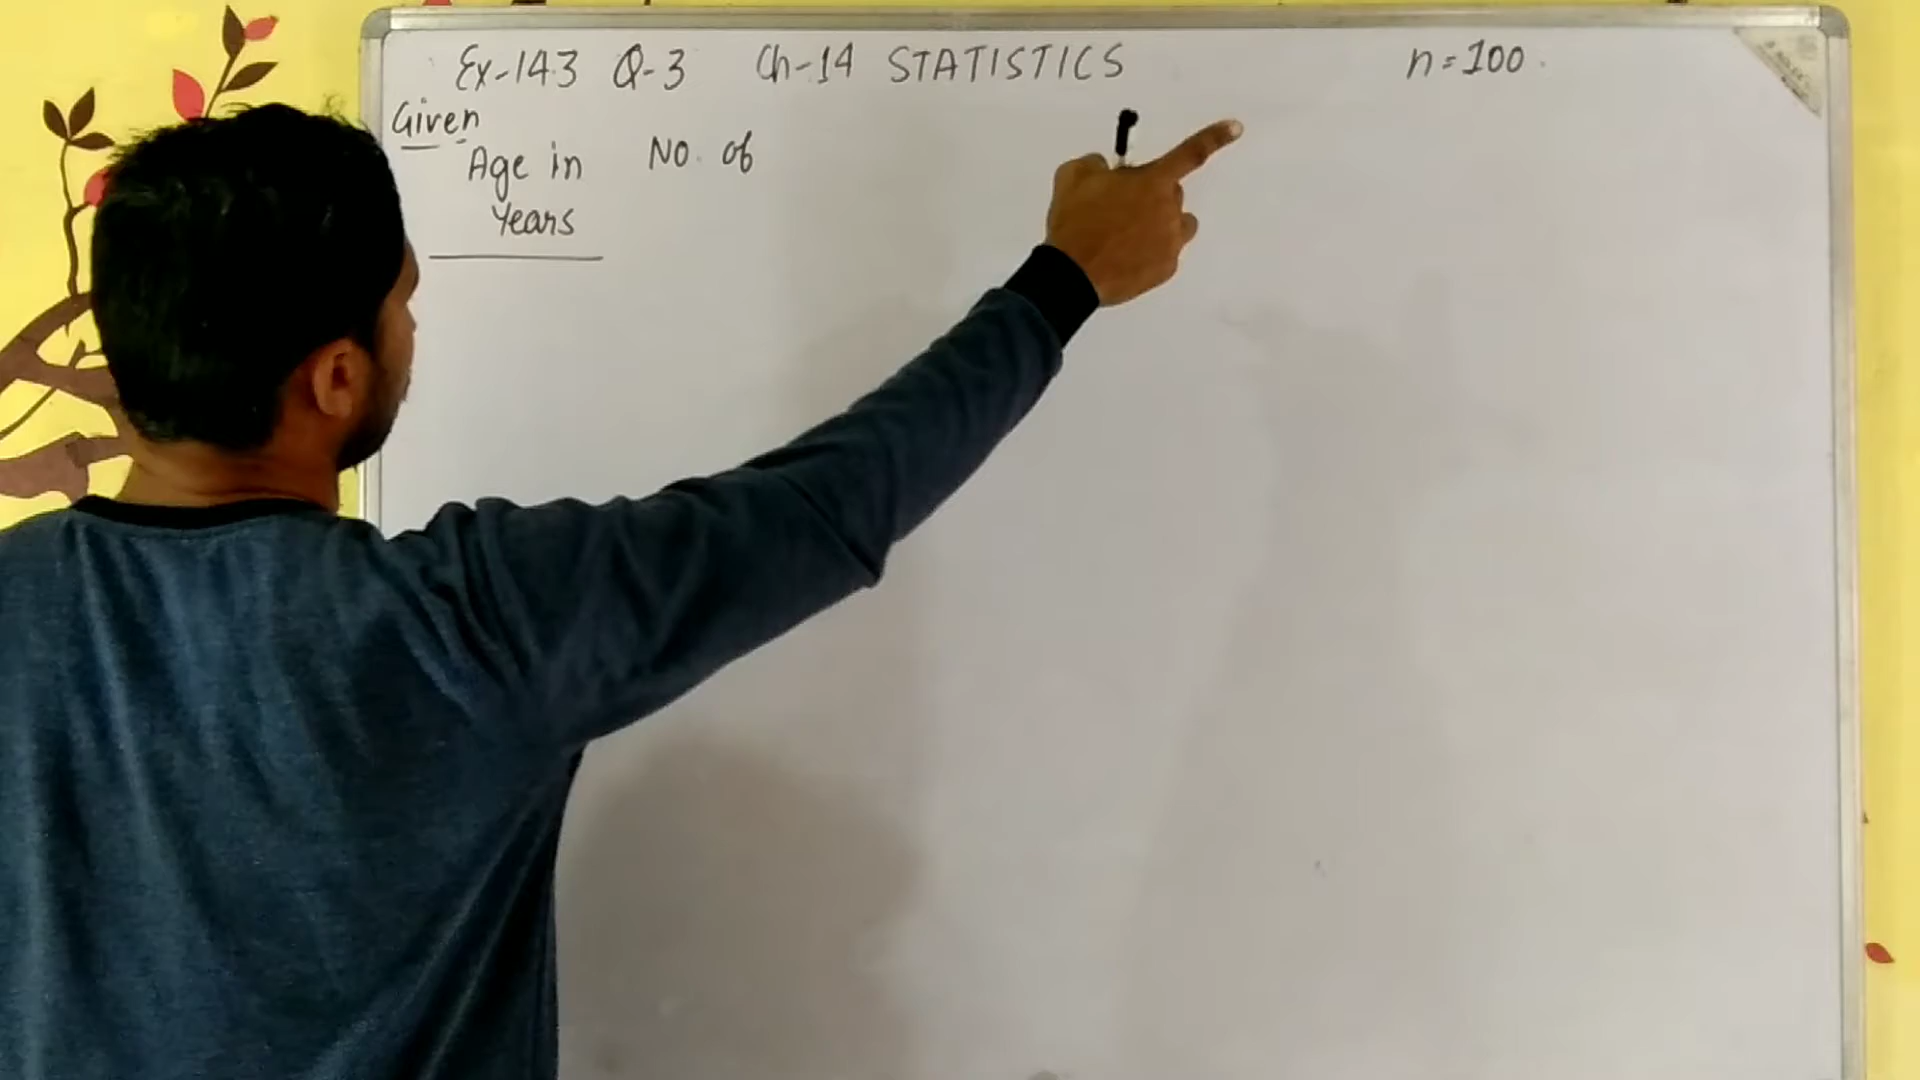 Ex-14.3 Q-3 Ch-14 STATISTICS n=100
Given
Age in No. of
Years